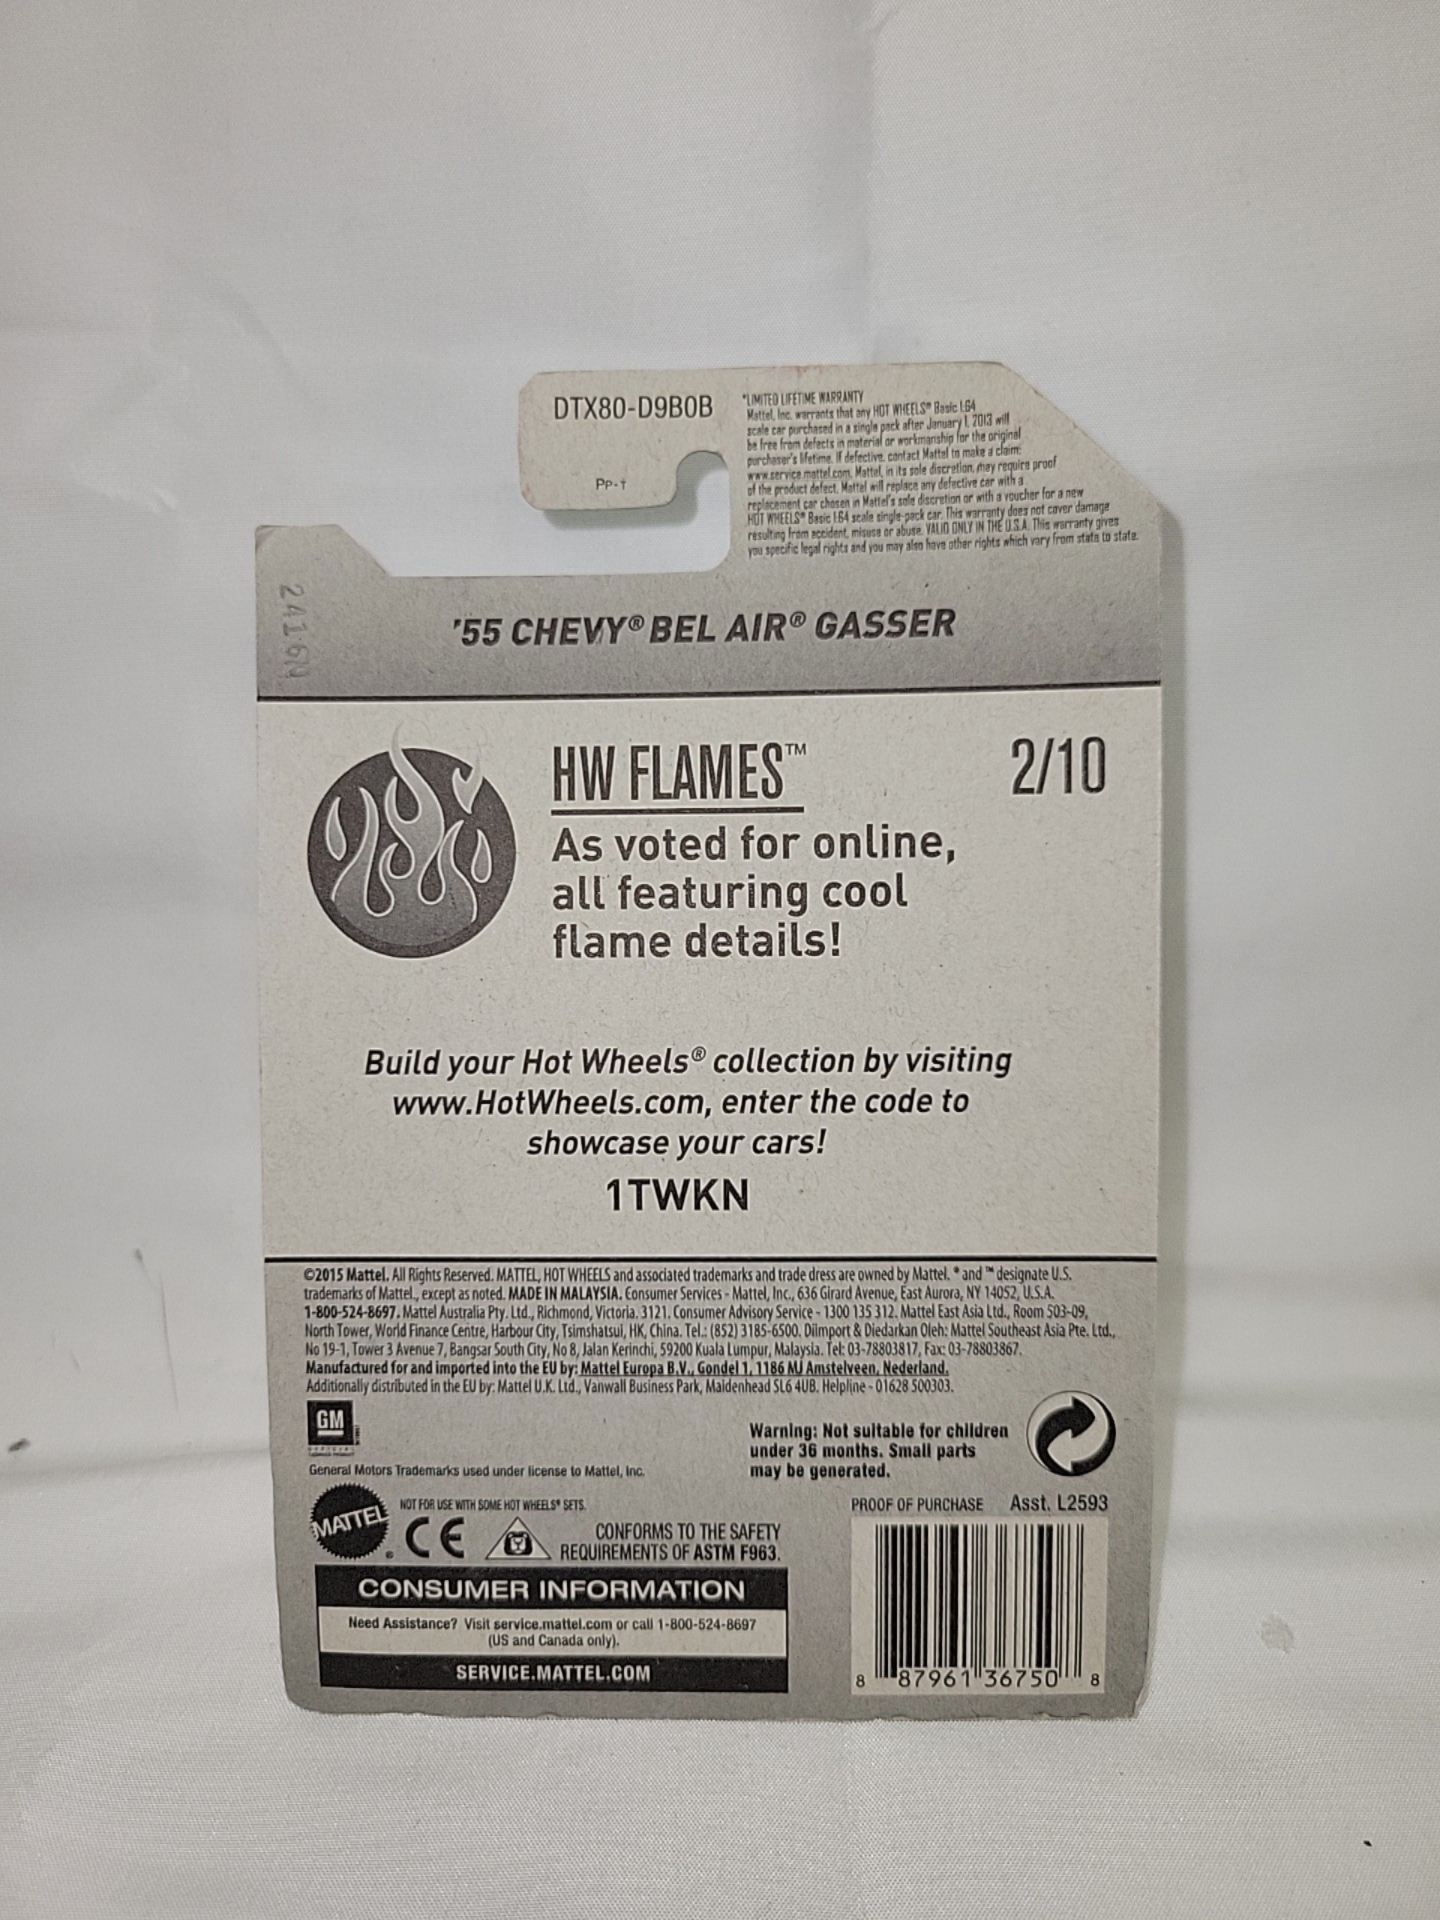 DTX80-D9B0B
Pp-T
*LIMITED LIFETIME WARRANTY
Mattel, Inc. warrants that any HOT WHEELS® Basic 1:64
scale car purchased in a single pack after January 1, 2013 will
be free from defects in material or workmanship for the original
purchaser's lifetime. If defective, contact Mattel to make a claim:
www.service.mattel.com. Mattel, in its sole discretion, may require proof
of the product defect. Mattel will replace any defective car with a
replacement car chosen in Mattel's sole discretion or with a voucher for a new
HOT WHEELS® Basic 1:64 scale single-pack car. This warranty does not cover damage
resulting from accident, misuse or abuse. VALID ONLY IN THE U.S.A. This warranty gives
you specific legal rights and you may also have other rights which vary from state to state.
2416N
'55 CHEVY® BEL AIR® GASSER
HW FLAMES™
2/10
As voted for online,
all featuring cool
flame details!
Build your Hot Wheels® collection by visiting
www.HotWheels.com, enter the code to
showcase your cars!
1TWKN
©2015 Mattel. All Rights Reserved. MATTEL, HOT WHEELS and associated trademarks and trade dress are owned by Mattel. ® and ™ designate U.S.
trademarks of Mattel., except as noted. MADE IN MALAYSIA. Consumer Services - Mattel, Inc., 636 Girard Avenue, East Aurora, NY 14052, U.S.A.
1-800-524-8697. Mattel Australia Pty. Ltd., Richmond, Victoria. 3121. Consumer Advisory Service - 1300 135 312. Mattel East Asia Ltd., Room 503-09,
North Tower, World Finance Centre, Harbour City, Tsimshatsui, HK, China. Tel.: (852) 3185-6500. Diimport & Diedarkan Oleh: Mattel Southeast Asia Pte. Ltd.,
No 19-1, Tower 3 Avenue 7, Bangsar South City, No 8, Jalan Kerinchi, 59200 Kuala Lumpur, Malaysia. Tel: 03-78803817, Fax: 03-78803867.
Manufactured for and imported into the EU by: Mattel Europa B.V., Gondel 1, 1186 MJ Amstelveen, Nederland.
Additionally distributed in the EU by: Mattel U.K. Ltd., Vanwall Business Park, Maidenhead SL6 4UB. Helpline - 01628 500303.
GM
General Motors Trademarks used under license to Mattel, Inc.
Warning: Not suitable for children
under 36 months. Small parts
may be generated.
MATTEL®
NOT FOR USE WITH SOME HOT WHEELS® SETS.
CE
CONFORMS TO THE SAFETY
REQUIREMENTS OF ASTM F963.
PROOF OF PURCHASE Asst. L2593
CONSUMER INFORMATION
Need Assistance? Visit service.mattel.com or call 1-800-524-8697
(US and Canada only).
SERVICE.MATTEL.COM
8 87961 36750 8